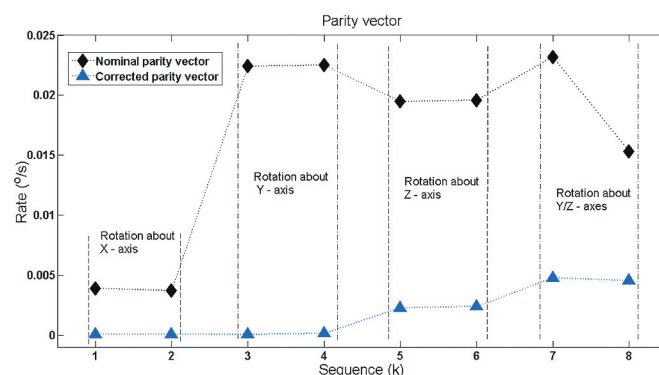 Parity vector
Nominal parity vector
Corrected parity vector
0.025
0.02
0.015
0.01
0.005
0
Rate (º/s)
Rotation about
X - axis
Rotation about
Y - axis
Rotation about
Z - axis
Rotation about
Y/Z - axes
1 2 3 4 5 6 7 8
Sequence (k)